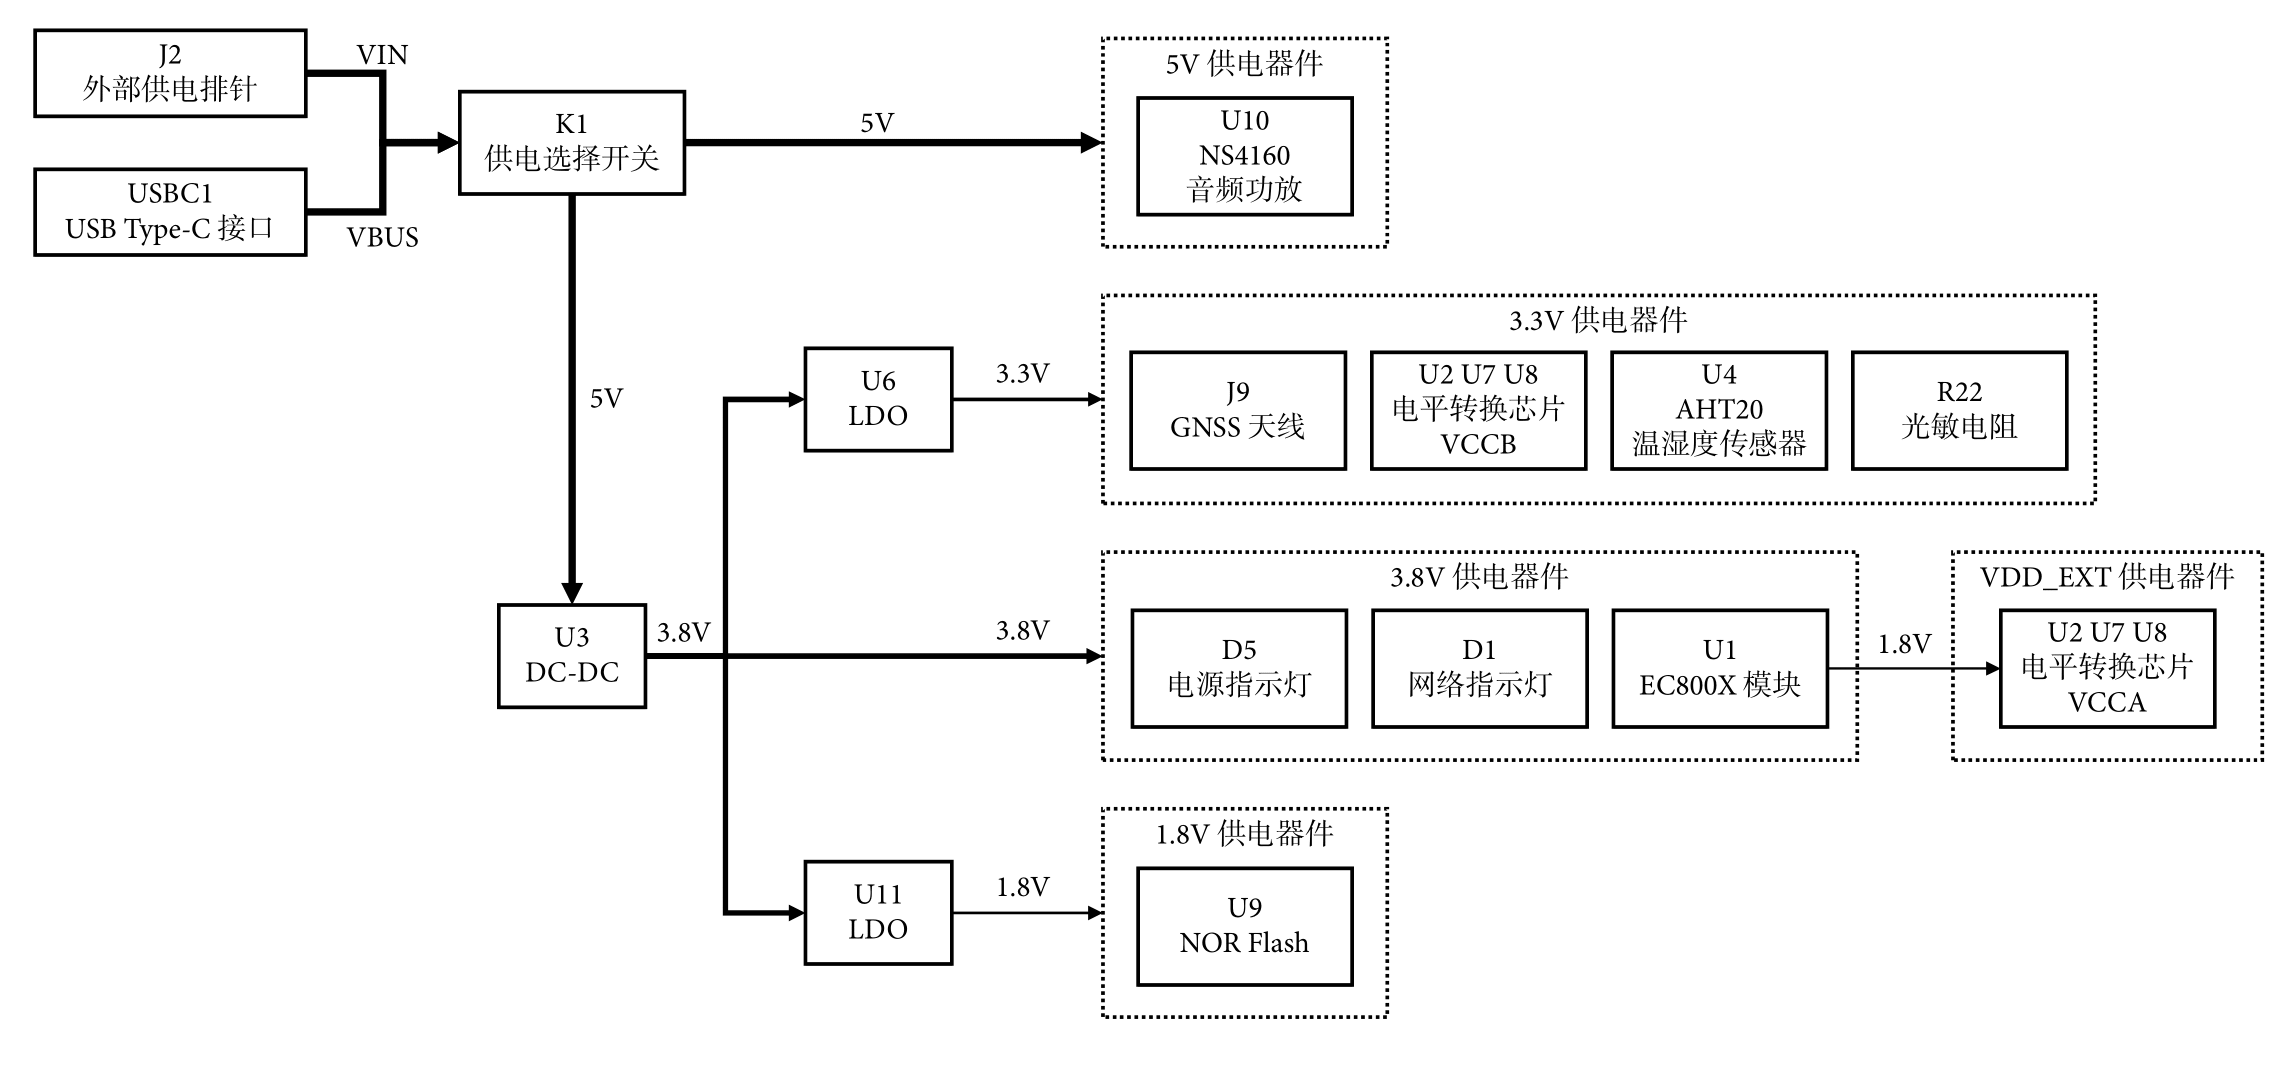 J2
外部供电排针
VIN
USBC1
USB Type-C 接口
VBUS
K1
供电选择开关
5V
5V 供电器件
U10
NS4160
音频功放
5V
U6
LDO
3.3V
3.3V 供电器件
J9
GNSS 天线
U2 U7 U8
电平转换芯片
VCCB
U4
AHT20
温湿度传感器
R22
光敏电阻
U3
DC-DC
3.8V
3.8V
3.8V 供电器件
D5
电源指示灯
D1
网络指示灯
U1
EC800X 模块
1.8V
VDD_EXT 供电器件
U2 U7 U8
电平转换芯片
VCCA
U11
LDO
1.8V
1.8V 供电器件
U9
NOR Flash